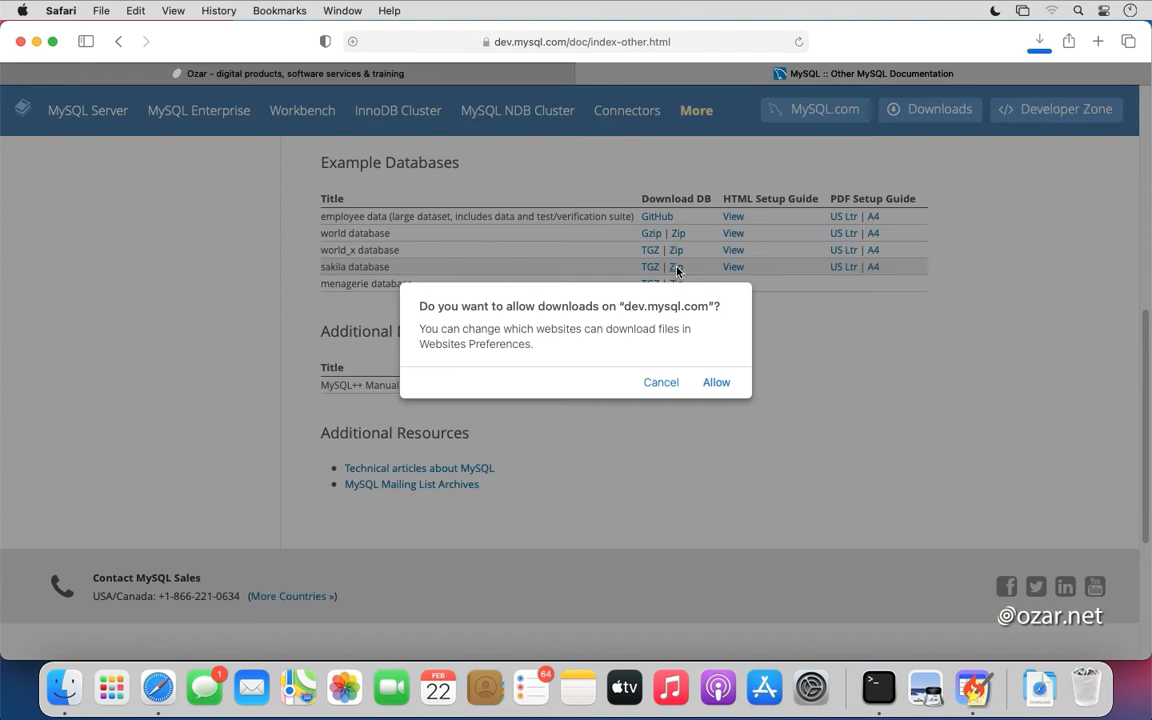 Safari File Edit View History Bookmarks Window Help
dev.mysql.com/doc/index-other.html
Ozar - digital products, software services & training
MySQL :: Other MySQL Documentation
MySQL Server MySQL Enterprise Workbench InnoDB Cluster MySQL NDB Cluster Connectors More MySQL.com Downloads Developer Zone
Example Databases
Title Download DB HTML Setup Guide PDF Setup Guide
employee data (large dataset, includes data and test/verification suite) GitHub View US Ltr | A4
world database Gzip | Zip View US Ltr | A4
world_x database TGZ | Zip View US Ltr | A4
sakila database TGZ | Zip View US Ltr | A4
menagerie database
Do you want to allow downloads on “dev.mysql.com”?
You can change which websites can download files in
Websites Preferences.
Cancel Allow
Additional
Title
MySQL++ Manual
Additional Resources
Technical articles about MySQL
MySQL Mailing List Archives
Contact MySQL Sales
USA/Canada: +1-866-221-0634 (More Countries »)
@ozar.net
1
FEB
22
64
tv